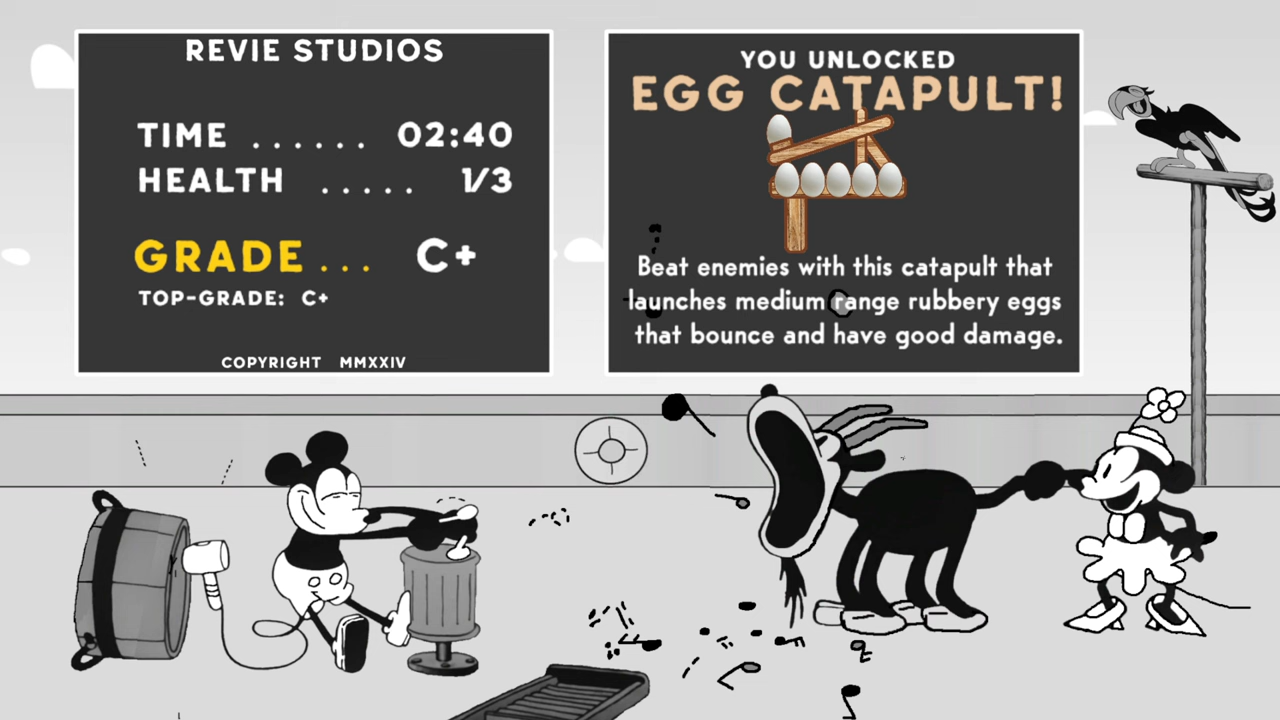 REVIE STUDIOS
TIME ...... 02:40
HEALTH ..... 1/3
GRADE ... C+
TOP-GRADE: C+
COPYRIGHT MMXXIV
YOU UNLOCKED
EGG CATAPULT!
Beat enemies with this catapult that
launches medium range rubbery eggs
that bounce and have good damage.